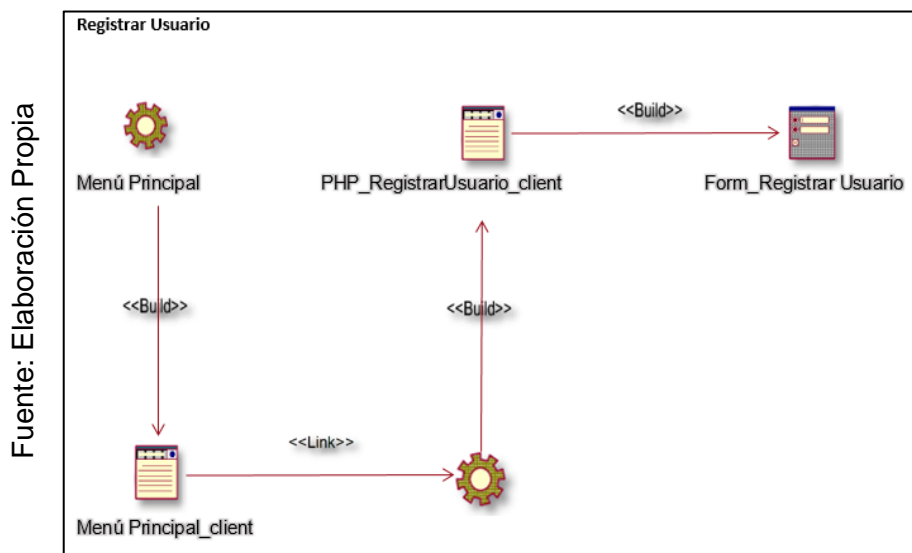 Registrar Usuario
Fuente: Elaboración Propia
<<Build>>
Menú Principal
PHP_RegistrarUsuario_client
Form_Registrar Usuario
<<Build>>
<<Build>>
<<Link>>
Menú Principal_client